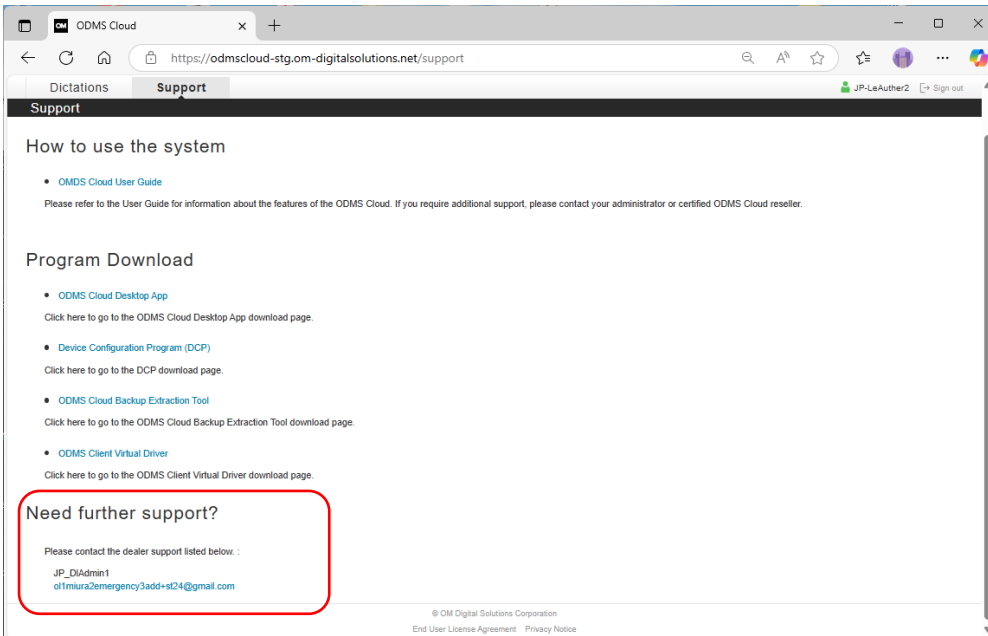 OM ODMS Cloud
https://odmscloud-stg.om-digitalsolutions.net/support
Dictations Support JP-LeAuther2 Sign out
Support
How to use the system
OMDS Cloud User Guide
Please refer to the User Guide for information about the features of the ODMS Cloud. If you require additional support, please contact your administrator or certified ODMS Cloud reseller.
Program Download
ODMS Cloud Desktop App
Click here to go to the ODMS Cloud Desktop App download page.
Device Configuration Program (DCP)
Click here to go to the DCP download page.
ODMS Cloud Backup Extraction Tool
Click here to go to the ODMS Cloud Backup Extraction Tool download page.
ODMS Client Virtual Driver
Click here to go to the ODMS Client Virtual Driver download page.
Need further support?
Please contact the dealer support listed below. :
JP_DlAdmin1
ol1miura2emergency3add+st24@gmail.com
© OM Digital Solutions Corporation
End User License Agreement Privacy Notice